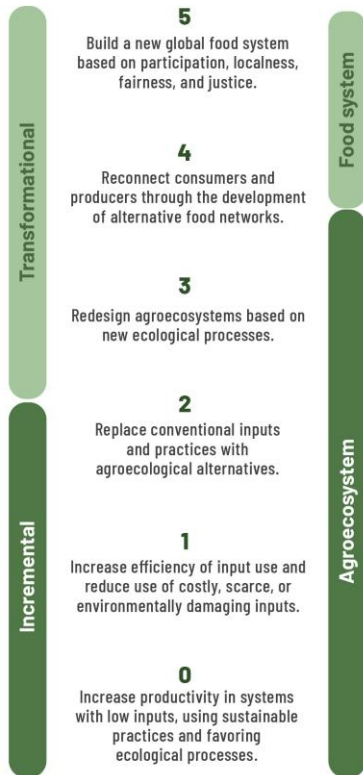 5
Build a new global food system
based on participation, localness,
fairness, and justice.
4
Reconnect consumers and
producers through the development
of alternative food networks.
3
Redesign agroecosystems based on
new ecological processes.
2
Replace conventional inputs
and practices with
agroecological alternatives.
1
Increase efficiency of input use and
reduce use of costly, scarce, or
environmentally damaging inputs.
0
Increase productivity in systems
with low inputs, using sustainable
practices and favoring
ecological processes.
Transformational
Incremental
Food system
Agroecosystem